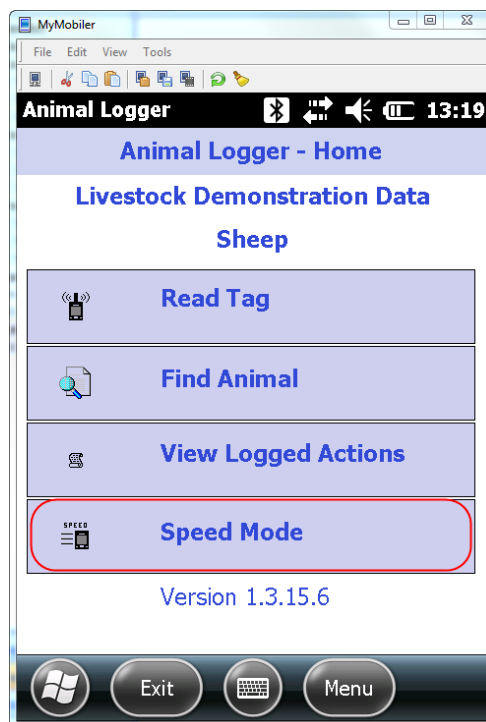 MyMobiler
File Edit View Tools
Animal Logger 13:19
Animal Logger - Home
Livestock Demonstration Data
Sheep
Read Tag
Find Animal
View Logged Actions
SPEED
Speed Mode
Version 1.3.15.6
Exit Menu